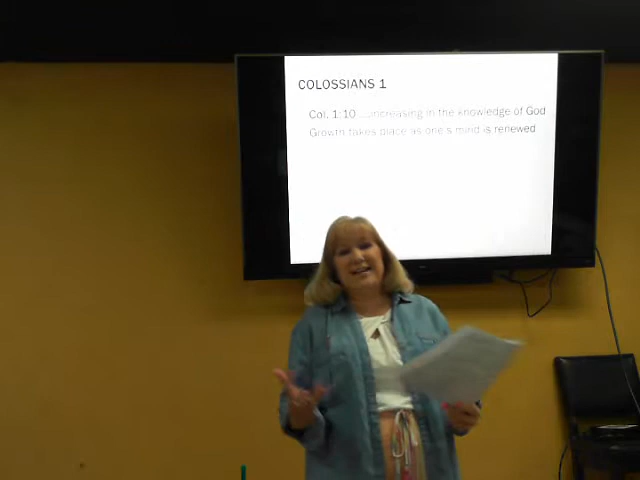 COLOSSIANS 1
Col. 1:10 ....increasing in the knowledge of God
Growth takes place as one's mind is renewed